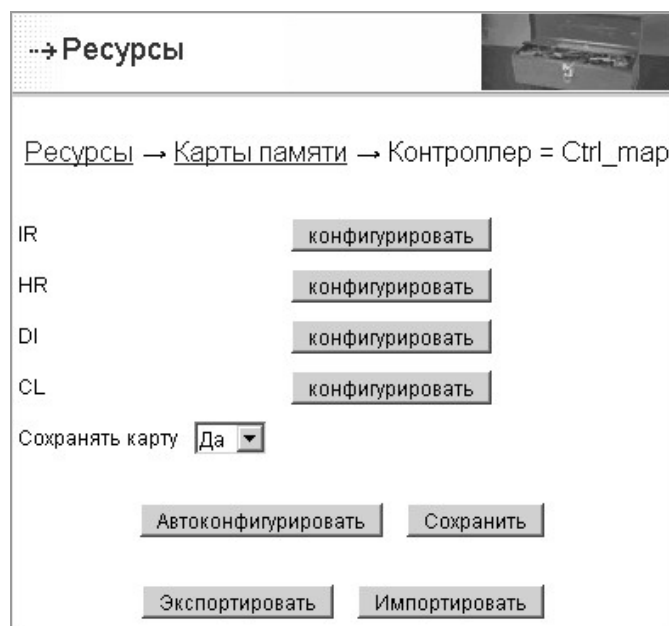 Ресурсы
Ресурсы → Карты памяти → Контроллер = Ctrl_map
IR конфигурировать
HR конфигурировать
DI конфигурировать
CL конфигурировать
Сохранять карту Да
Автоконфигурировать Сохранить
Экспортировать Импортировать